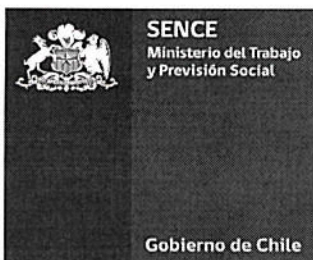 SENCE
Ministerio del Trabajo
y Previsión Social
Gobierno de Chile